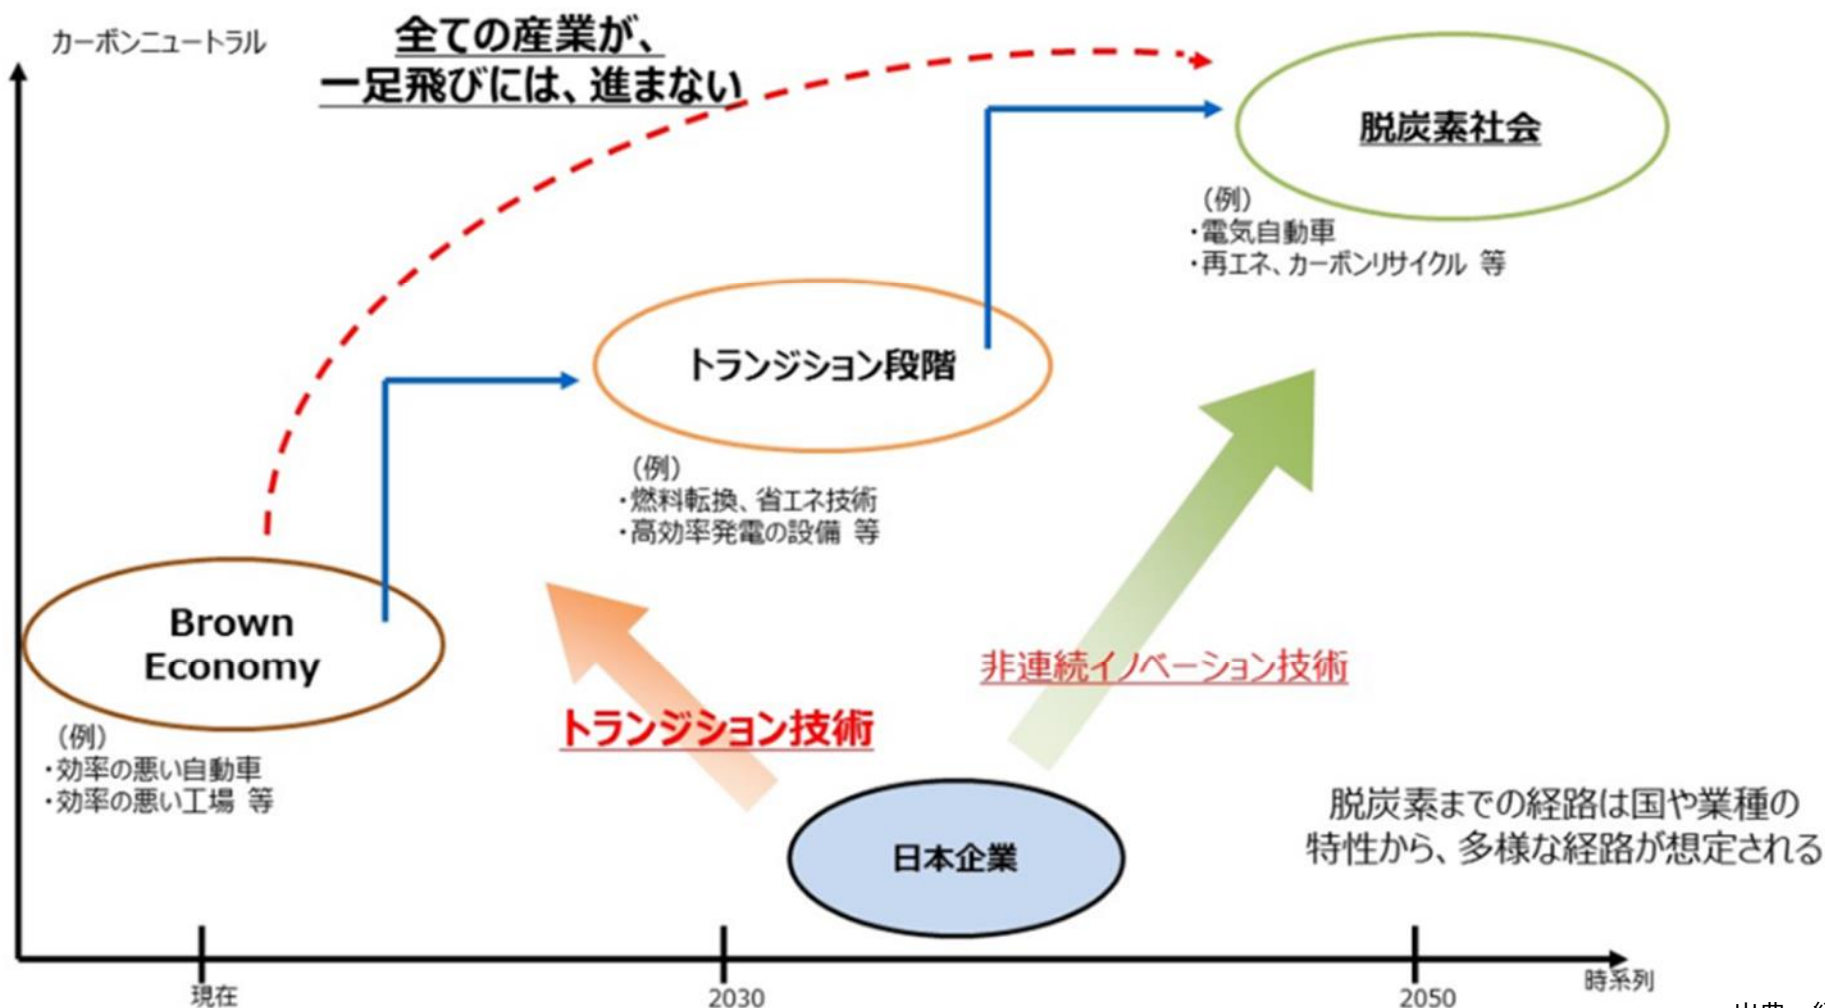 カーボンニュートラル
全ての産業が、
一足飛びには、進まない
脱炭素社会
（例）
・電気自動車
・再エネ、カーボンリサイクル 等
トランジション段階
（例）
・燃料転換、省エネ技術
・高効率発電の設備 等
Brown
Economy
（例）
・効率の悪い自動車
・効率の悪い工場 等
非連続イノベーション技術
トランジション技術
日本企業
脱炭素までの経路は国や業種の
特性から、多様な経路が想定される
現在
2030
2050
時系列